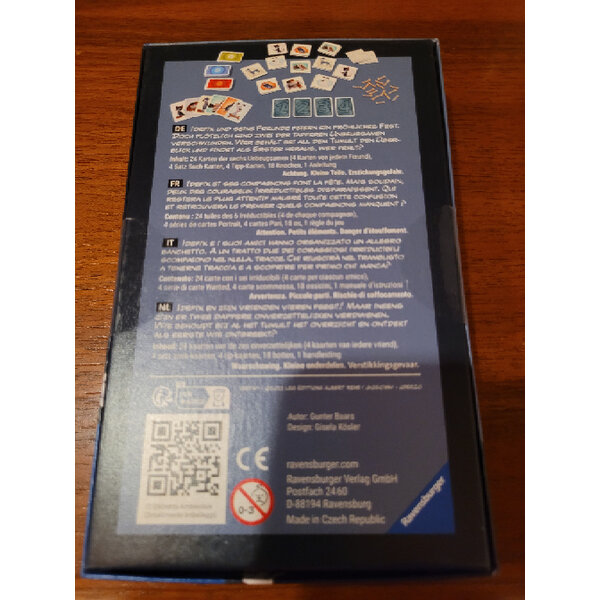 DE Idefix und seine Freunde feiern ein fröhliches Fest.
Doch plötzlich sind zwei der tapferen Unbeugsamen
verschwunden. Wer behält bei all dem Tumult den Über-
blick und findet als Erster heraus, wer fehlt?
Inhalt: 24 Karten der sechs Unbeugsamen (4 Karten von jedem Freund),
4 Satz Such-Karten, 4 Tipp-Karten, 18 Knochen, 1 Anleitung
Achtung. Kleine Teile. Erstickungsgefahr.
FR Idefix et ses compagnons font la fête. Mais soudain,
deux des courageux irréductibles disparaissent. Qui
restera le plus attentif malgré toute cette confusion
et retrouvera le premier quels compagnons manquent ?
Contenu : 24 tuiles des 6 Irréductibles (4 de chaque compagnon),
4 séries de cartes Portrait, 4 cartes Pari, 18 os, 1 règle du jeu
Attention. Petits éléments. Danger d'étouffement.
IT Idefix e i suoi amici hanno organizzato un allegro
banchetto. A un tratto due dei coraggiosi irriducibili
scompaiono nel nulla. Chi riuscirà nel trambusto
a tenerne traccia e a scoprire per primo chi manca?
Contenuto: 24 carte con i sei Irriducibili (4 carte per ciascun amico),
4 serie di carte Wanted, 4 carte scommessa, 18 ossicini, 1 manuale d'istruzioni
Avvertenza. Piccole parti. Rischio di soffocamento.
NL Idefix en zijn vrienden vieren feest! Maar ineens
zijn er twee dappere onverzettelijken verdwenen.
Wie behoudt bij al het tumult het overzicht en ontdekt
als eerste wie ontbreekt?
Inhoud: 24 kaarten van de zes onverzettelijken (4 kaarten van iedere vriend),
4 sets zoekkaarten, 4 tipkaarten, 18 botten, 1 handleiding
Waarschuwing. Kleine onderdelen. Verstikkingsgevaar.
Autor: Gunter Baars
Design: Gisela Kösler
CE
0-3
ravensburger.com
Ravensburger Verlag GmbH
Postfach 24 60
D-88194 Ravensburg
Made in Czech Republic
Ravensburger